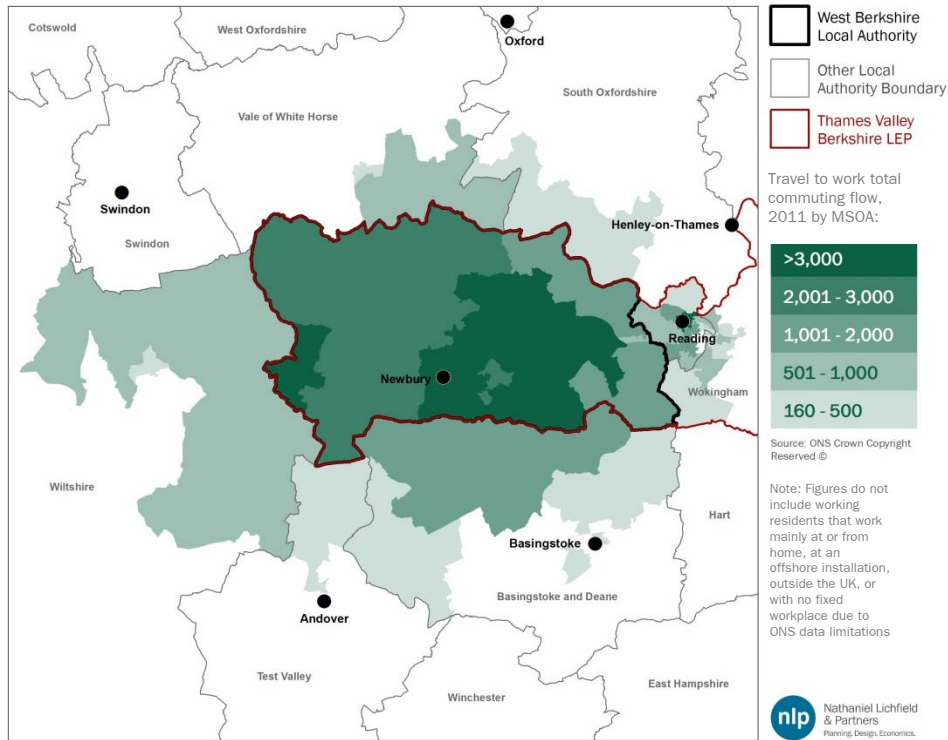 Cotswold
West Oxfordshire
Oxford
South Oxfordshire
Vale of White Horse
Swindon
Swindon
Henley-on-Thames
Reading
Newbury
Wokingham
Wiltshire
Hart
Basingstoke
Basingstoke and Deane
Andover
Test Valley
East Hampshire
Winchester
West Berkshire
Local Authority
Other Local
Authority Boundary
Thames Valley
Berkshire LEP
Travel to work total
commuting flow,
2011 by MSOA:
>3,000
2,001 - 3,000
1,001 - 2,000
501 - 1,000
160 - 500
Source: ONS Crown Copyright
Reserved ©
Note: Figures do not
include working
residents that work
mainly at or from
home, at an
offshore installation,
outside the UK, or
with no fixed
workplace due to
ONS data limitations
nlp
Nathaniel Lichfield
& Partners
Planning. Design. Economics.